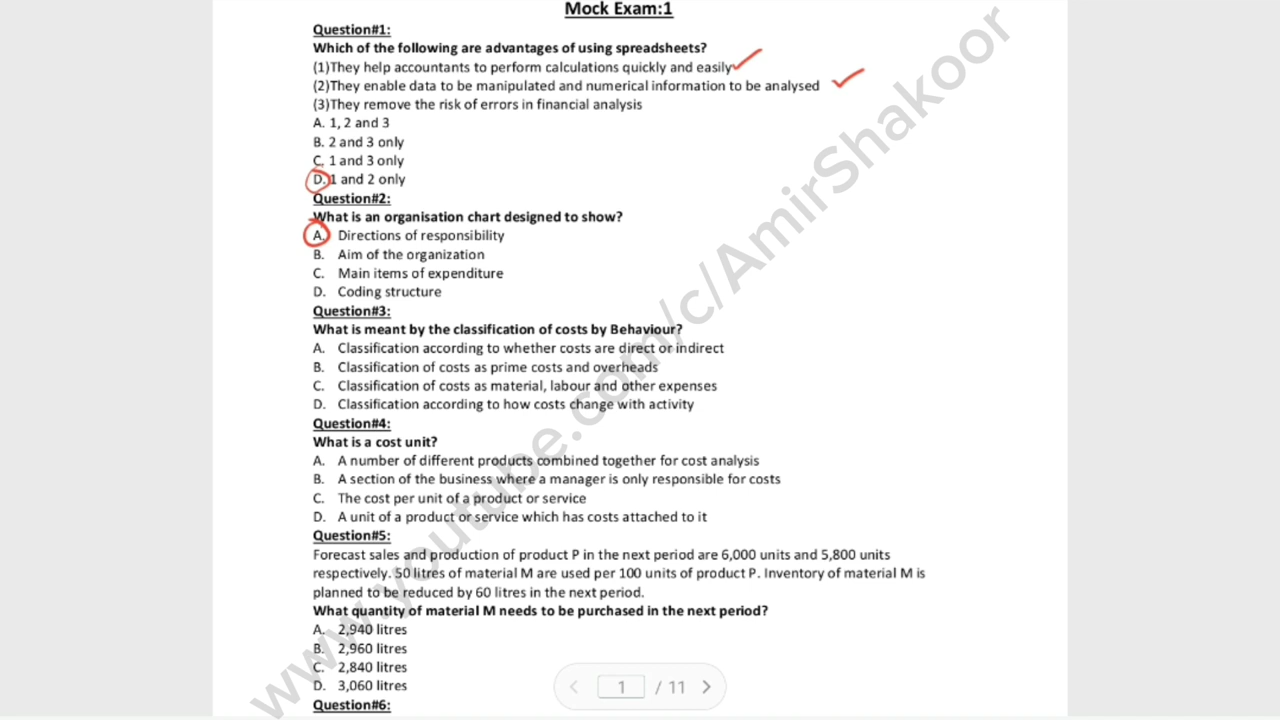 Mock Exam:1
Question#1:
Which of the following are advantages of using spreadsheets?
(1)They help accountants to perform calculations quickly and easily
(2)They enable data to be manipulated and numerical information to be analysed
(3)They remove the risk of errors in financial analysis
A. 1, 2 and 3
B. 2 and 3 only
C. 1 and 3 only
D. 1 and 2 only
Question#2:
What is an organisation chart designed to show?
A. Directions of responsibility
B. Aim of the organization
C. Main items of expenditure
D. Coding structure
Question#3:
What is meant by the classification of costs by Behaviour?
A. Classification according to whether costs are direct or indirect
B. Classification of costs as prime costs and overheads
C. Classification of costs as material, labour and other expenses
D. Classification according to how costs change with activity
Question#4:
What is a cost unit?
A. A number of different products combined together for cost analysis
B. A section of the business where a manager is only responsible for costs
C. The cost per unit of a product or service
D. A unit of a product or service which has costs attached to it
Question#5:
Forecast sales and production of product P in the next period are 6,000 units and 5,800 units
respectively. 50 litres of material M are used per 100 units of product P. Inventory of material M is
planned to be reduced by 60 litres in the next period.
What quantity of material M needs to be purchased in the next period?
A. 2,940 litres
B. 2,960 litres
C. 2,840 litres
D. 3,060 litres
Question#6:
www.youtube.com/c/AmirShakoor
1 / 11